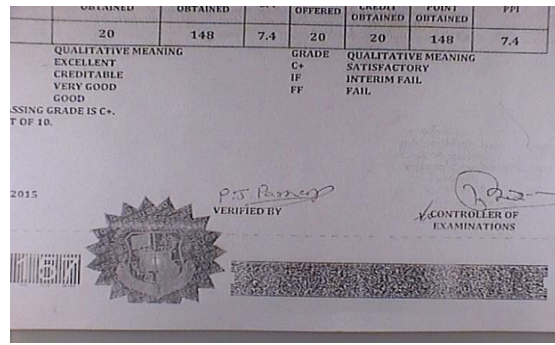 OBTAINED OBTAINED OFFERED CREDIT OBTAINED POINT OBTAINED PPI
20 148 7.4 20 20 148 7.4
QUALITATIVE MEANING GRADE QUALITATIVE MEANING
EXCELLENT C+ SATISFACTORY
CREDITABLE IF INTERIM FAIL
VERY GOOD FF FAIL
GOOD
SSING GRADE IS C+.
T OF 10.
2015
VERIFIED BY
CONTROLLER OF
EXAMINATIONS